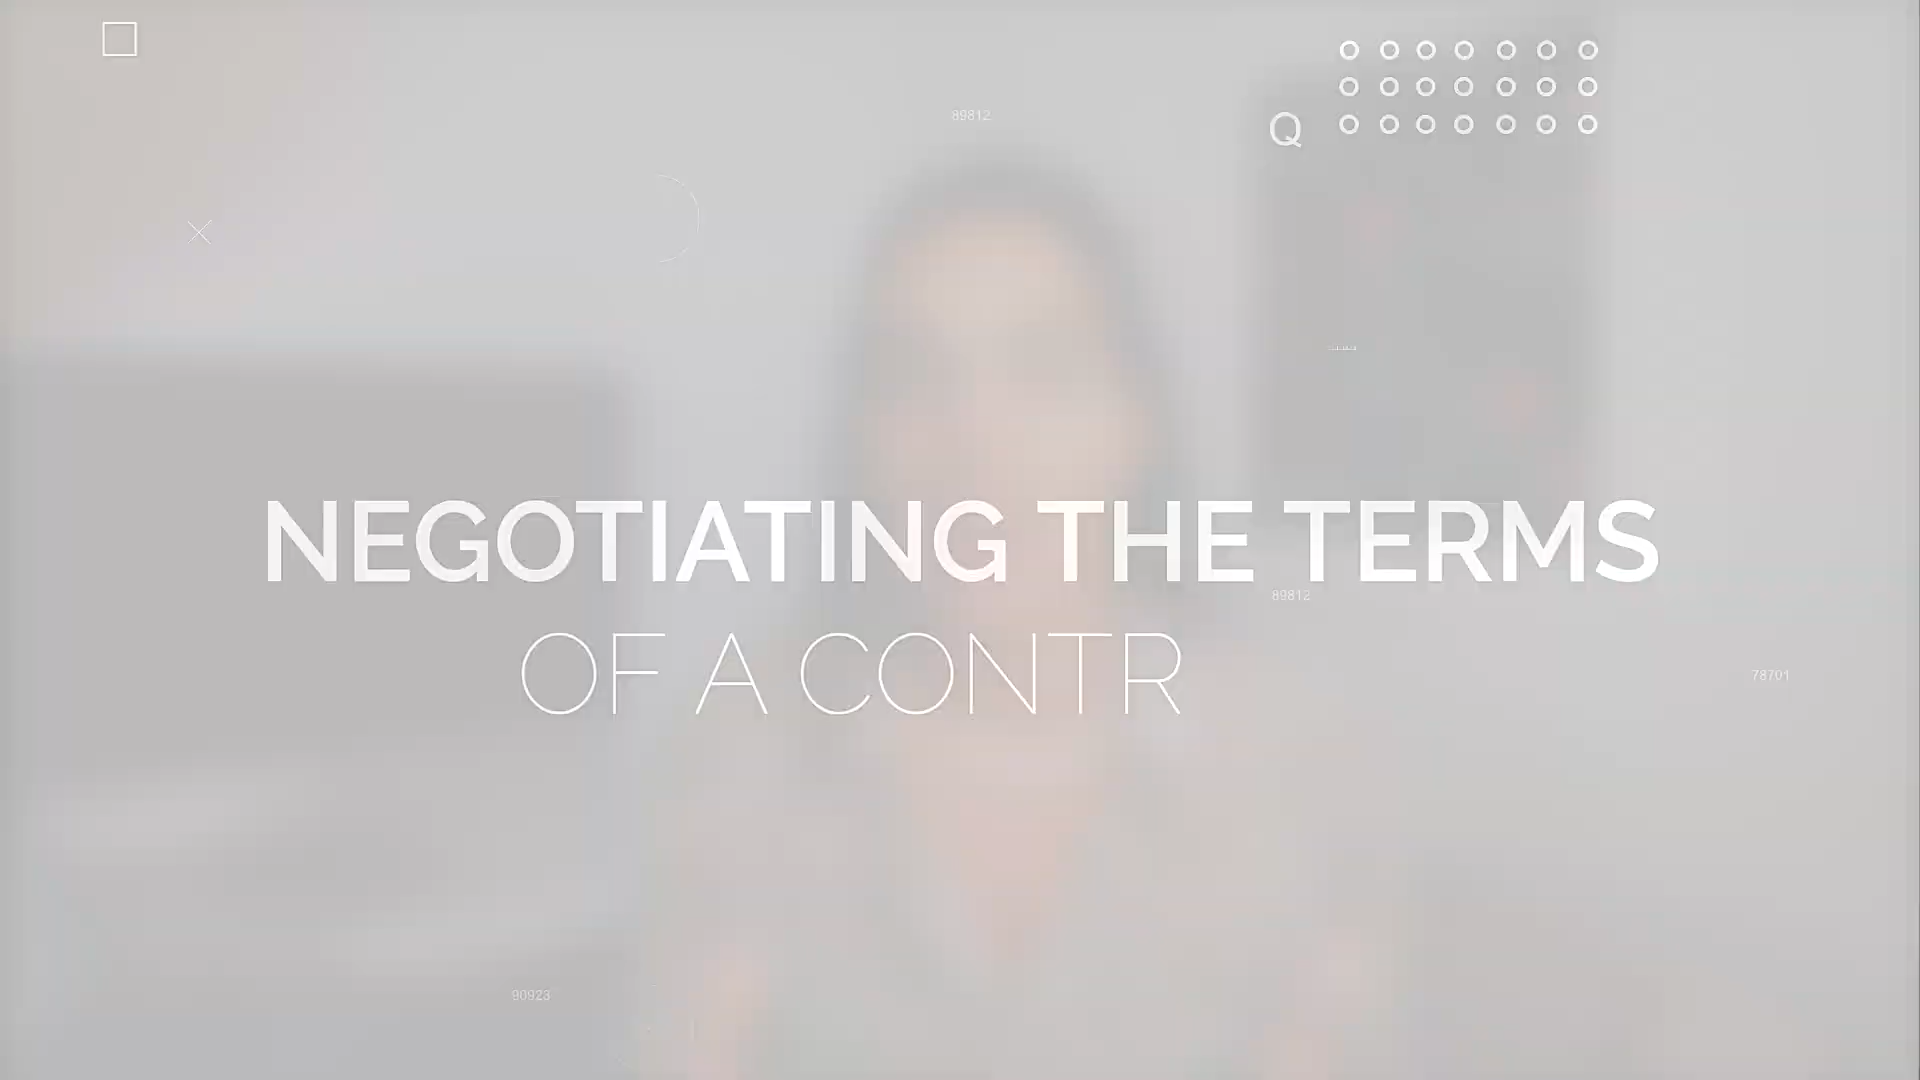 89812
Q
NEGOTIATING THE TERMS
89812
OF A CONTR
78701
90923